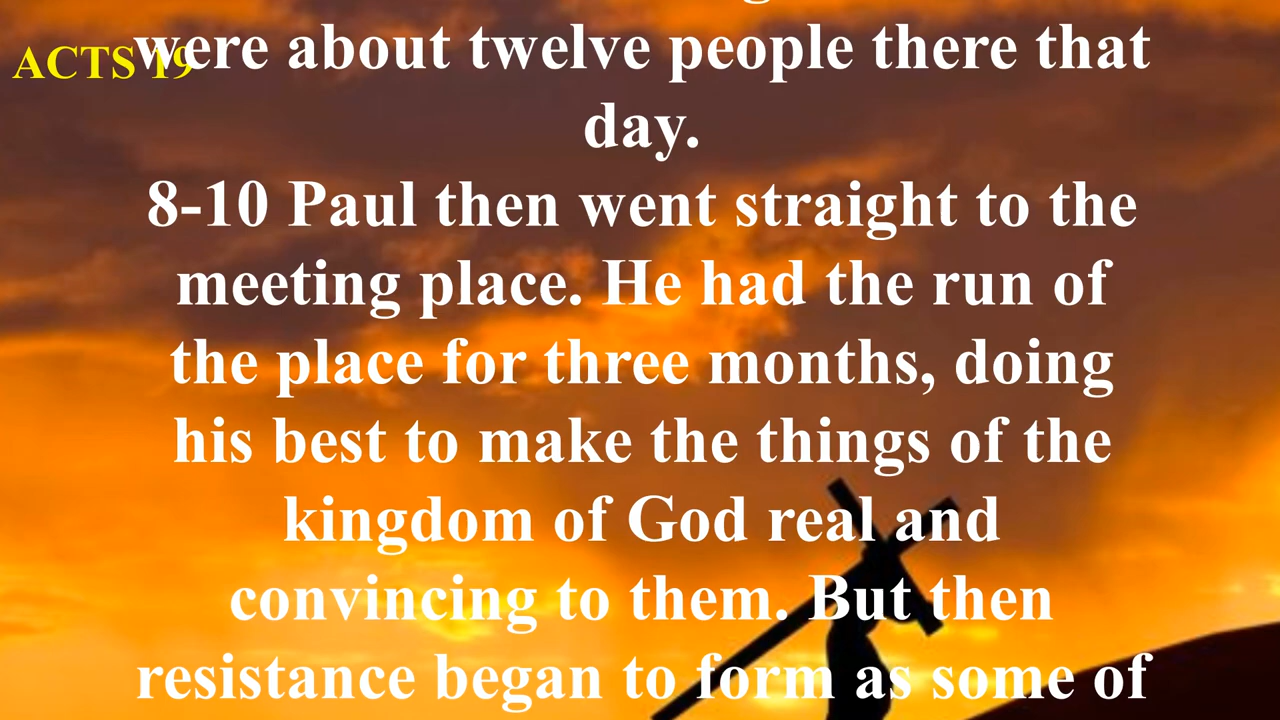 ACTS 19
were about twelve people there that
day.
8-10 Paul then went straight to the
meeting place. He had the run of
the place for three months, doing
his best to make the things of the
kingdom of God real and
convincing to them. But then
resistance began to form as some of